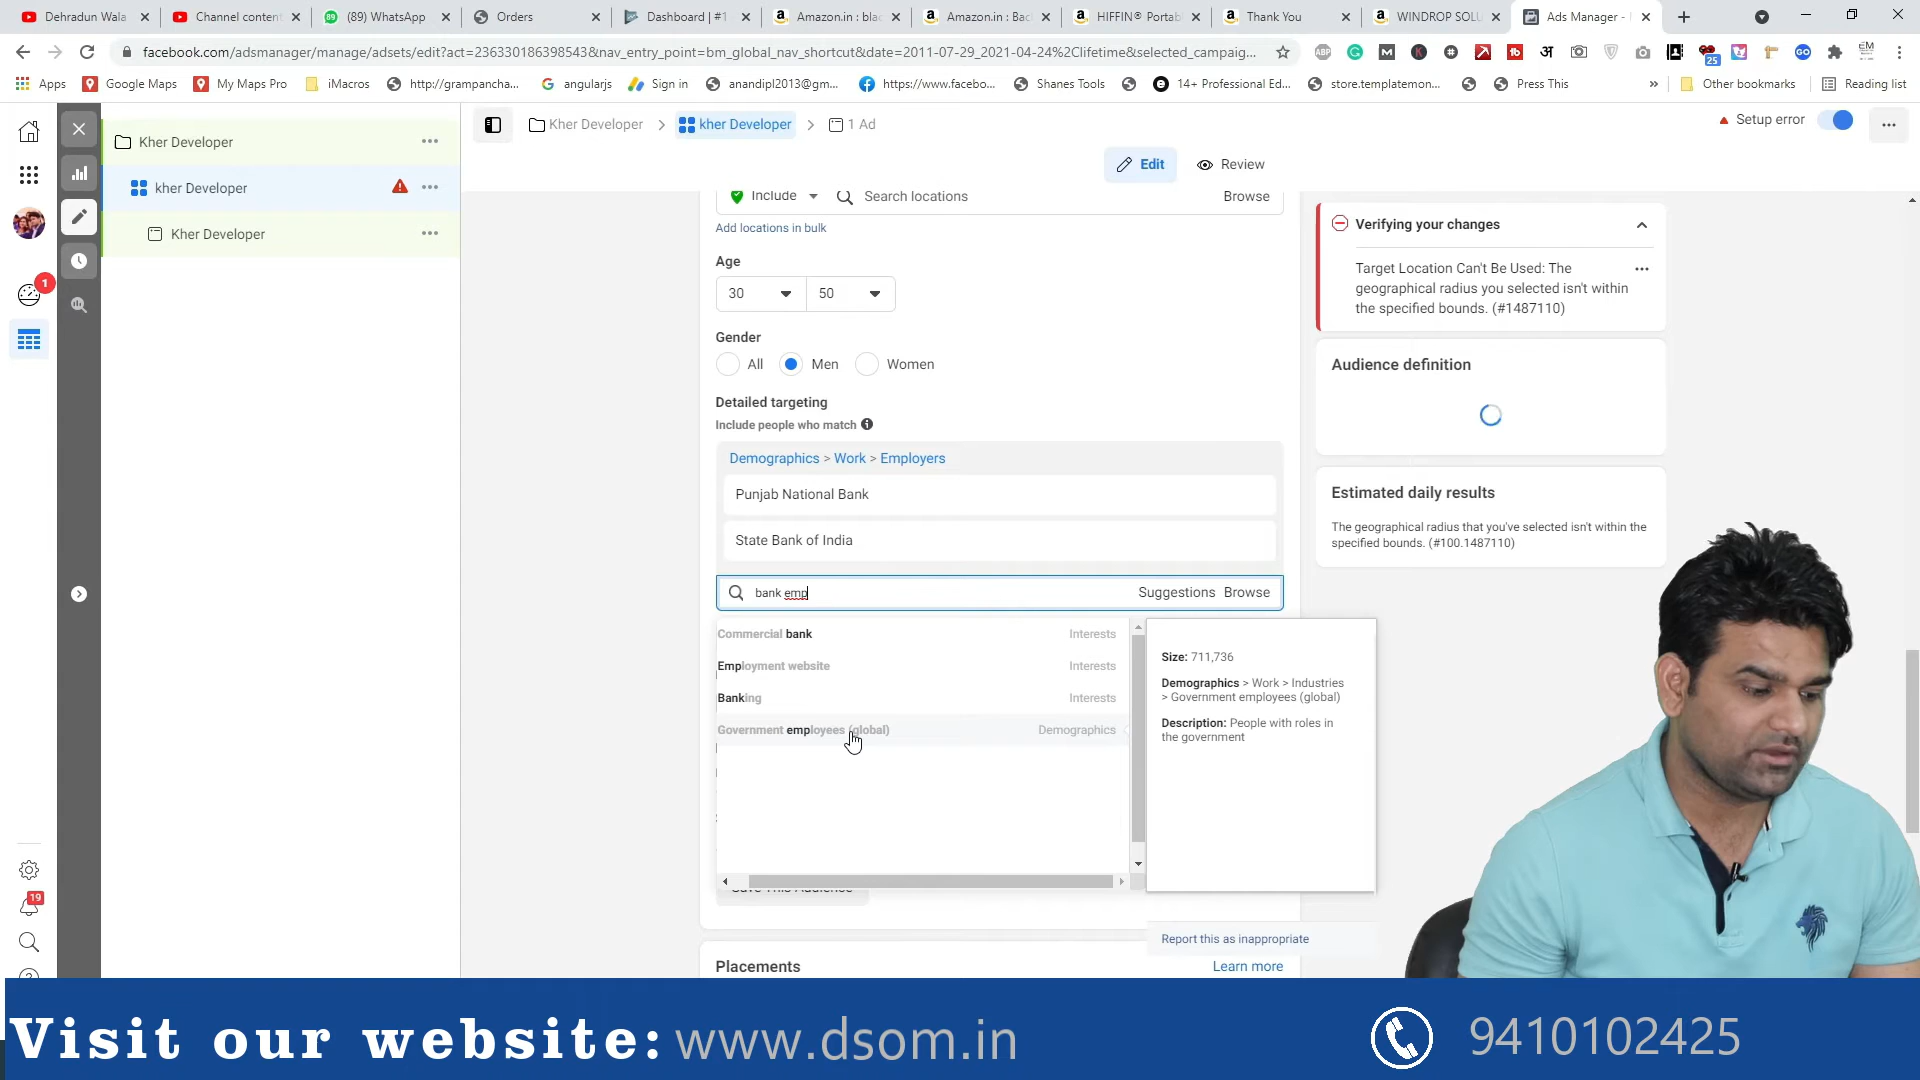 Dehradun Wala
Channel content
(89) WhatsApp
Orders
Dashboard | #1
Amazon.in : bla
Amazon.in : Bac
HIFFIN® Portab
Thank You
WINDROP SOLU
Ads Manager -
facebook.com/adsmanager/manage/adsets/edit?act=236330186398543&nav_entry_point=bm_global_nav_shortcut&date=2011-07-29_2021-04-24%2Clifetime&selected_campaig...
25
Apps
Google Maps
My Maps Pro
iMacros
http://grampancha...
angularjs
Sign in
anandipl2013@gm...
https://www.facebo...
Shanes Tools
14+ Professional Ed...
store.templatemon...
Press This
»
Other bookmarks
Reading list
Kher Developer
kher Developer
Kher Developer
1
19
Kher Developer
kher Developer
1 Ad
Setup error
Edit
Review
Include
Search locations
Browse
Add locations in bulk
Age
30
50
Gender
All
Men
Women
Detailed targeting
Include people who match
Demographics > Work > Employers
Punjab National Bank
State Bank of India
bank emp
Suggestions
Browse
Commercial bank
Interests
Employment website
Interests
Banking
Interests
Government employees (global)
Demographics
Size: 711,736
Demographics > Work > Industries
> Government employees (global)
Description: People with roles in
the government
Report this as inappropriate
Save This Audience
Placements
Learn more
Verifying your changes
Target Location Can't Be Used: The
geographical radius you selected isn't within
the specified bounds. (#1487110)
Audience definition
Estimated daily results
The geographical radius that you've selected isn't within the
specified bounds. (#100.1487110)
Visit our website: www.dsom.in
9410102425